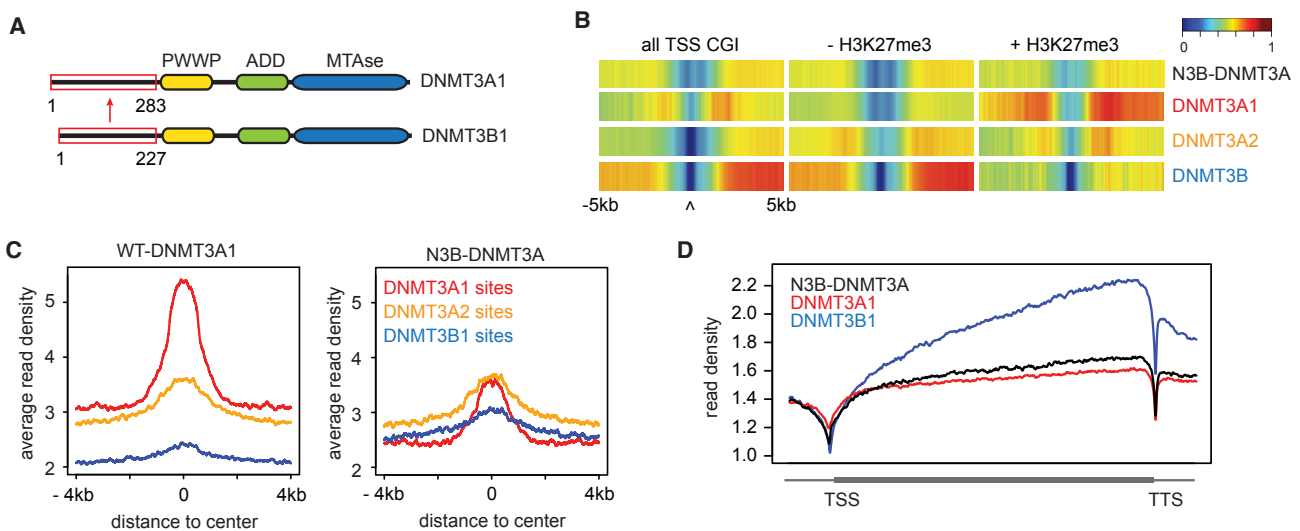 A
PWWP ADD MTAse
DNMT3A1
1 283
DNMT3B1
1 227
B
all TSS CGI - H3K27me3 + H3K27me3
0 1
N3B-DNMT3A
DNMT3A1
DNMT3A2
DNMT3B
-5kb ^ 5kb
C
WT-DNMT3A1
average read density
5
4
3
2
- 4kb 0 4kb
distance to center
N3B-DNMT3A
DNMT3A1 sites
DNMT3A2 sites
DNMT3B1 sites
average read density
5
4
3
2
- 4kb 0 4kb
distance to center
D
N3B-DNMT3A
DNMT3A1
DNMT3B1
read density
2.2
2.0
1.8
1.6
1.4
1.2
1.0
TSS TTS